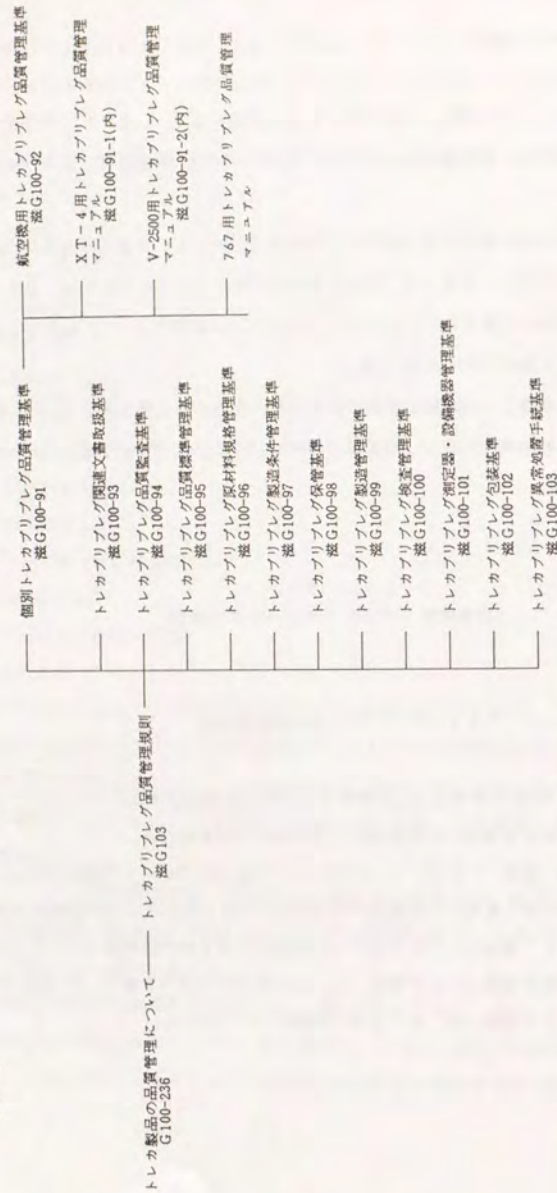 トレカ製品の品質管理について
G100-236
トレカプリプレグ品質管理規則
滋G103
個別トレカプリプレグ品質管理基準
滋G100-91
トレカプリプレグ関連文書取扱基準
滋G100-93
トレカプリプレグ品質監査基準
滋G100-94
トレカプリプレグ品質標準管理基準
滋G100-95
トレカプリプレグ原材料規格管理基準
滋G100-96
トレカプリプレグ製造条件管理基準
滋G100-97
トレカプリプレグ保管基準
滋G100-98
トレカプリプレグ製造管理基準
滋G100-99
トレカプリプレグ検査管理基準
滋G100-100
トレカプリプレグ測定器・設備機器管理基準
滋G100-101
トレカプリプレグ包装基準
滋G100-102
トレカプリプレグ異常処置手続基準
滋G100-103
航空機用トレカプリプレグ品質管理基準
滋G100-92
XT-4用トレカプリプレグ品質管理
マニュアル
滋G100-91-1(内)
V-2500用トレカプリプレグ品質管理
マニュアル
滋G100-91-2(内)
767用トレカプリプレグ品質管理
マニュアル